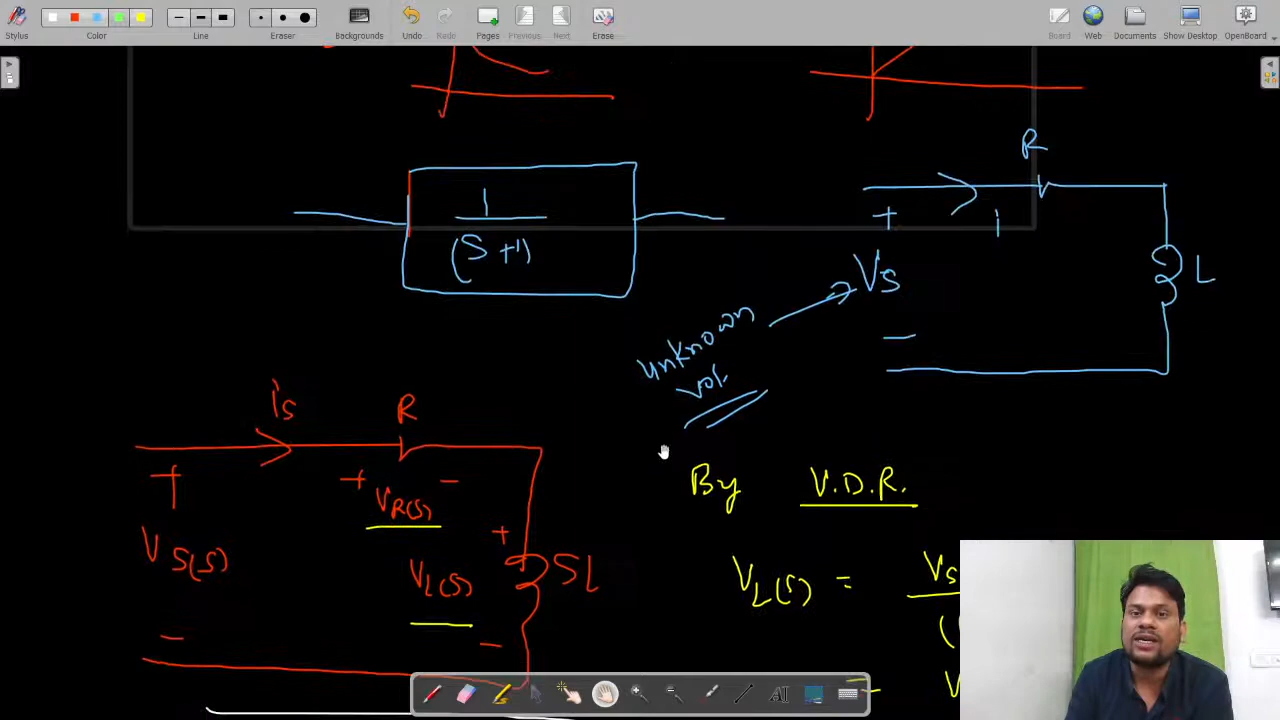 Stylus
Color
Line
Eraser
Backgrounds
Undo
Redo
Pages
Previous
Next
Erase
Board
Web
Documents
Show Desktop
OpenBoard
R
1
(S+1)
+
i
Vs
L
unknown
vol.
-
is
R
+
+ VR(s) -
By V.D.R.
Vs(s)
+
VL(s)
SL
VL(s) = Vs
(
-
-
V